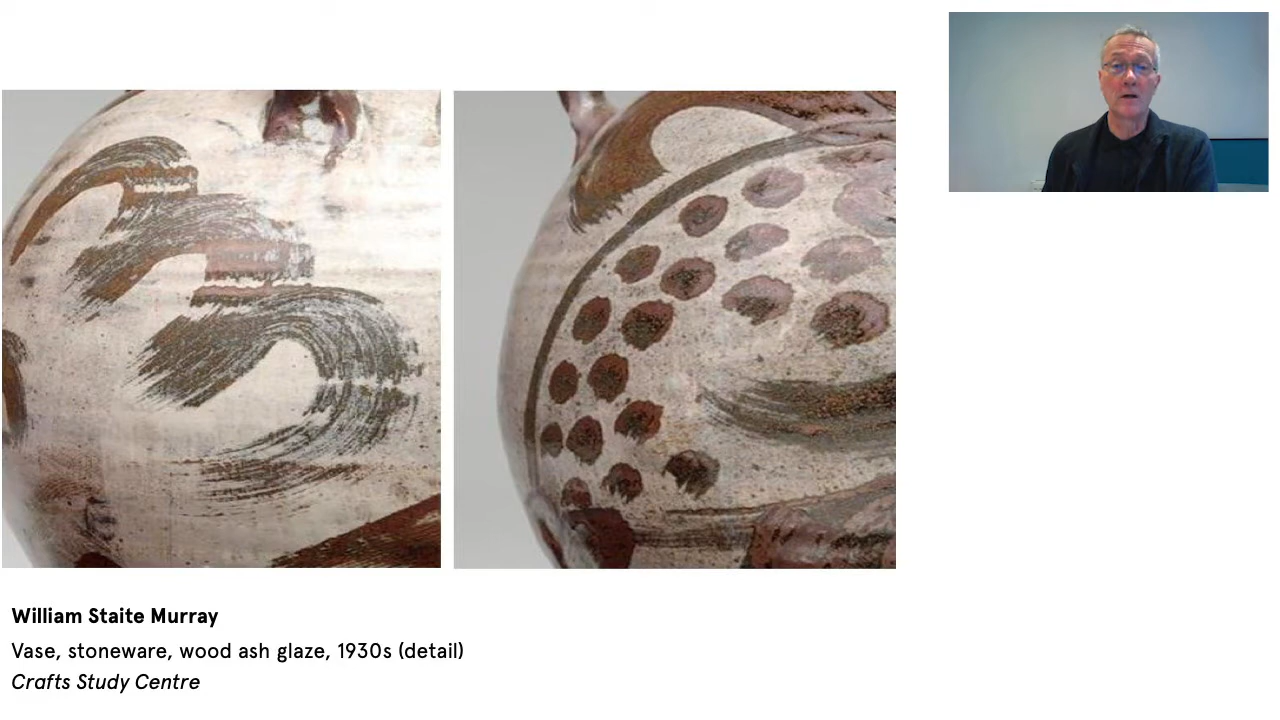 William Staite Murray
Vase, stoneware, wood ash glaze, 1930s (detail)
Crafts Study Centre